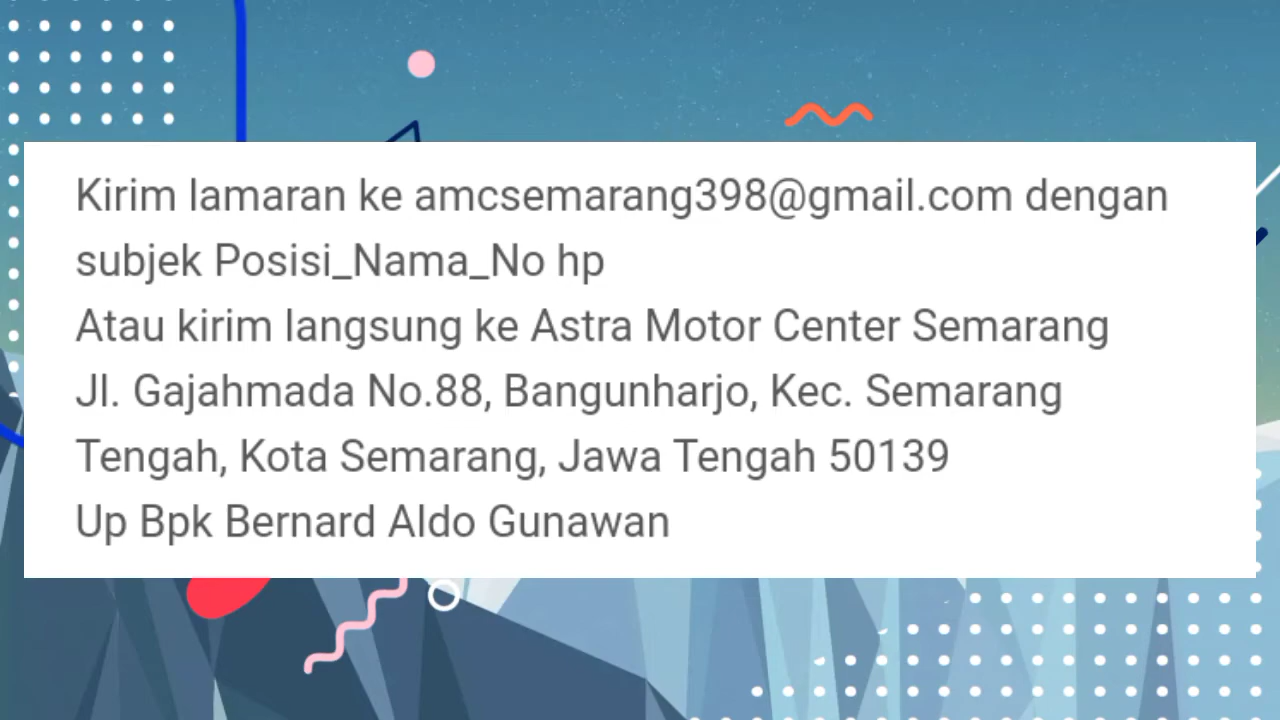 Kirim lamaran ke amcsemarang398@gmail.com dengan
subjek Posisi_Nama_No hp
Atau kirim langsung ke Astra Motor Center Semarang
Jl. Gajahmada No.88, Bangunharjo, Kec. Semarang
Tengah, Kota Semarang, Jawa Tengah 50139
Up Bpk Bernard Aldo Gunawan